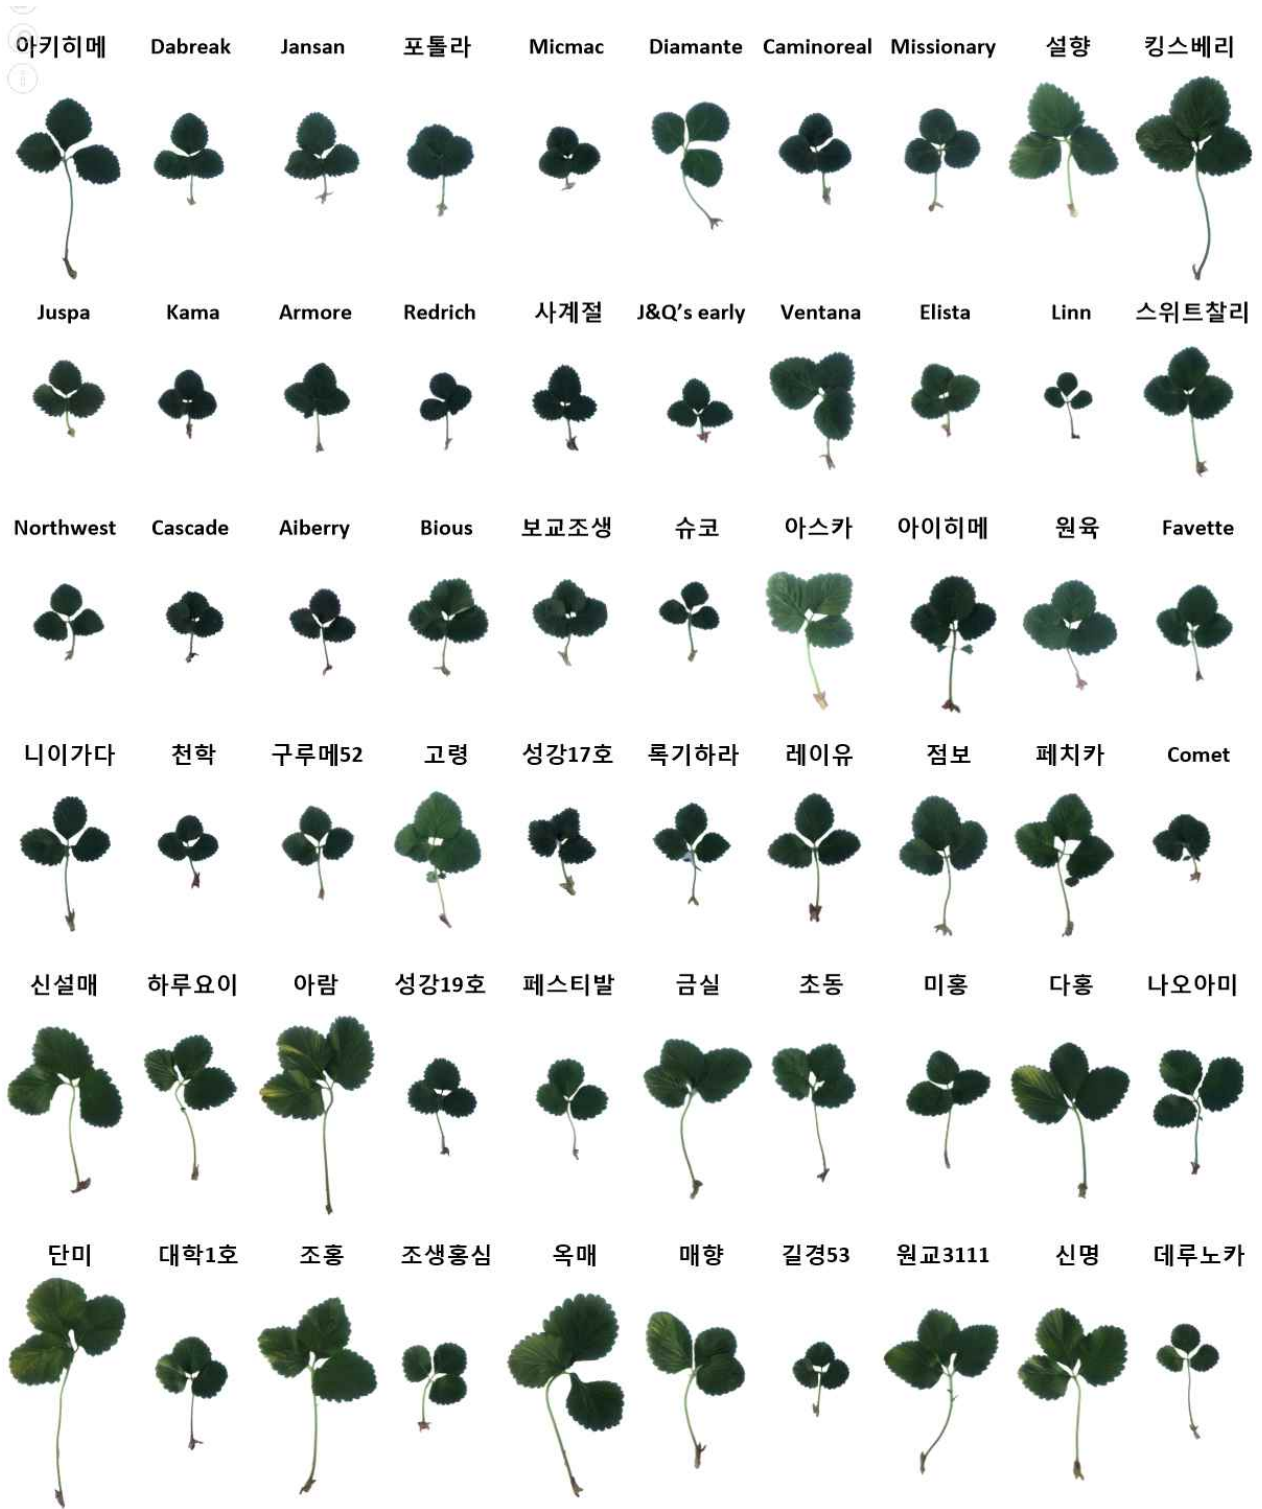 아키히메 Dabreak Jansan 포톨라 Micmac Diamante Caminoreal Missionary 설향 킹스베리
Juspa Kama Armore Redrich 사계절 J&Q's early Ventana Elista Linn 스위트찰리
Northwest Cascade Aiberry Bious 보교조생 슈코 아스카 아이히메 원육 Favette
니이가다 천학 구루메52 고령 성강17호 록기하라 레이유 점보 페치카 Comet
신설매 하루요이 아람 성강19호 페스티발 금실 초동 미홍 다홍 나오아미
단미 대학1호 조홍 조생홍심 옥매 매향 길경53 원교3111 신명 데루노카